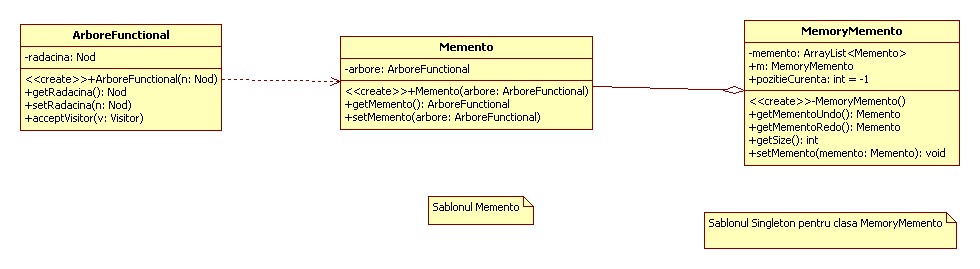 ArboreFunctional
-radacina: Nod
<<create>>+ArboreFunctional(n: Nod)
+getRadacina(): Nod
+setRadacina(n: Nod)
+acceptVisitor(v: Visitor)
Memento
-arbore: ArboreFunctional
<<create>>+Memento(arbore: ArboreFunctional)
+getMemento(): ArboreFunctional
+setMemento(arbore: ArboreFunctional)
MemoryMemento
-memento: ArrayList<Memento>
+m: MemoryMemento
+pozitieCurenta: int = -1
<<create>>-MemoryMemento()
+getMementoUndo(): Memento
+getMementoRedo(): Memento
+getSize(): int
+setMemento(memento: Memento): void
Sablonul Memento
Sablonul Singleton pentru clasa MemoryMemento